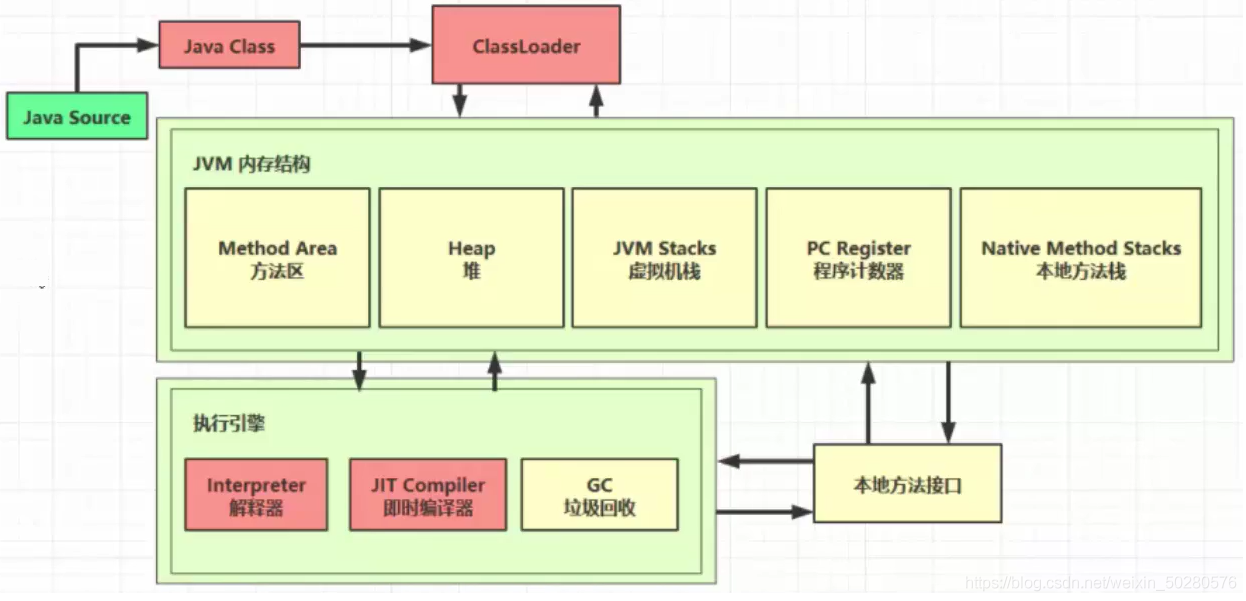 Java Class
ClassLoader
Java Source
JVM 内存结构
Method Area
方法区
Heap
堆
JVM Stacks
虚拟机栈
PC Register
程序计数器
Native Method Stacks
本地方法栈
执行引擎
Interpreter
解释器
JIT Compiler
即时编译器
GC
垃圾回收
本地方法接口
https://blog.csdn.net/weixin_50280576